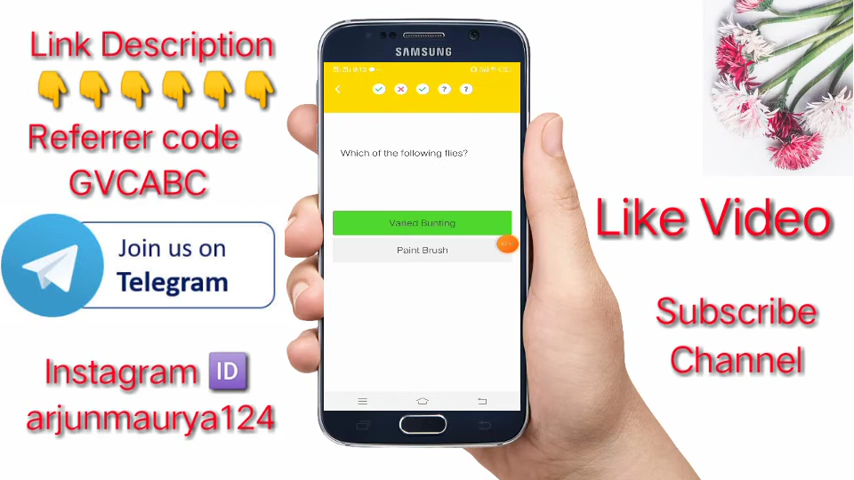 Link Description
👇👇👇👇👇👇
Referrer code
GVCABC
Join us on
Telegram
Instagram 🆔
arjunmaurya124
SAMSUNG
Which of the following flies?
Varied Bunting
Paint Brush
Like Video
Subscribe
Channel